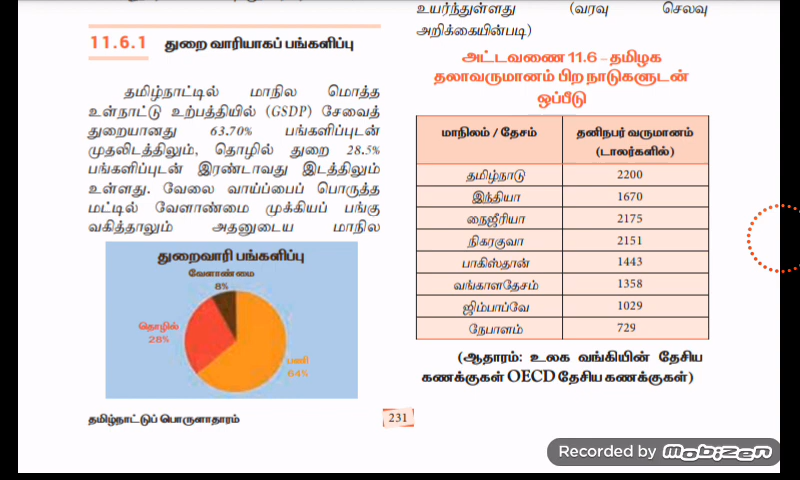 11.6.1 துறை வாரியாகப் பங்களிப்பு
தமிழ்நாட்டில் மாநில மொத்த
உள்நாட்டு உற்பத்தியில் (GSDP) சேவைத்
துறையானது 63.70% பங்களிப்புடன்
முதலிடத்திலும், தொழில் துறை 28.5%
பங்களிப்புடன் இரண்டாவது இடத்திலும்
உள்ளது. வேலை வாய்ப்பைப் பொருத்த
மட்டில் வேளாண்மை முக்கியப் பங்கு
வகித்தாலும் அதனுடைய மாநில
துறைவாரி பங்களிப்பு
வேளாண்மை
8%
தொழில்
28%
பணி
64%
தமிழ்நாட்டுப் பொருளாதாரம்
உயர்ந்துள்ளது (வரவு செலவு
அறிக்கையின்படி)
அட்டவணை 11.6 – தமிழக
தலாவருமானம் பிற நாடுகளுடன்
ஒப்பீடு
மாநிலம் / தேசம் தனிநபர் வருமானம்
(டாலர்களில்)
தமிழ்நாடு 2200
இந்தியா 1670
நைஜீரியா 2175
நிகரகுவா 2151
பாகிஸ்தான் 1443
வங்காளதேசம் 1358
ஜிம்பாப்வே 1029
நேபாளம் 729
(ஆதாரம்: உலக வங்கியின் தேசிய
கணக்குகள் OECD தேசிய கணக்குகள்)
231
Recorded by Mobizen